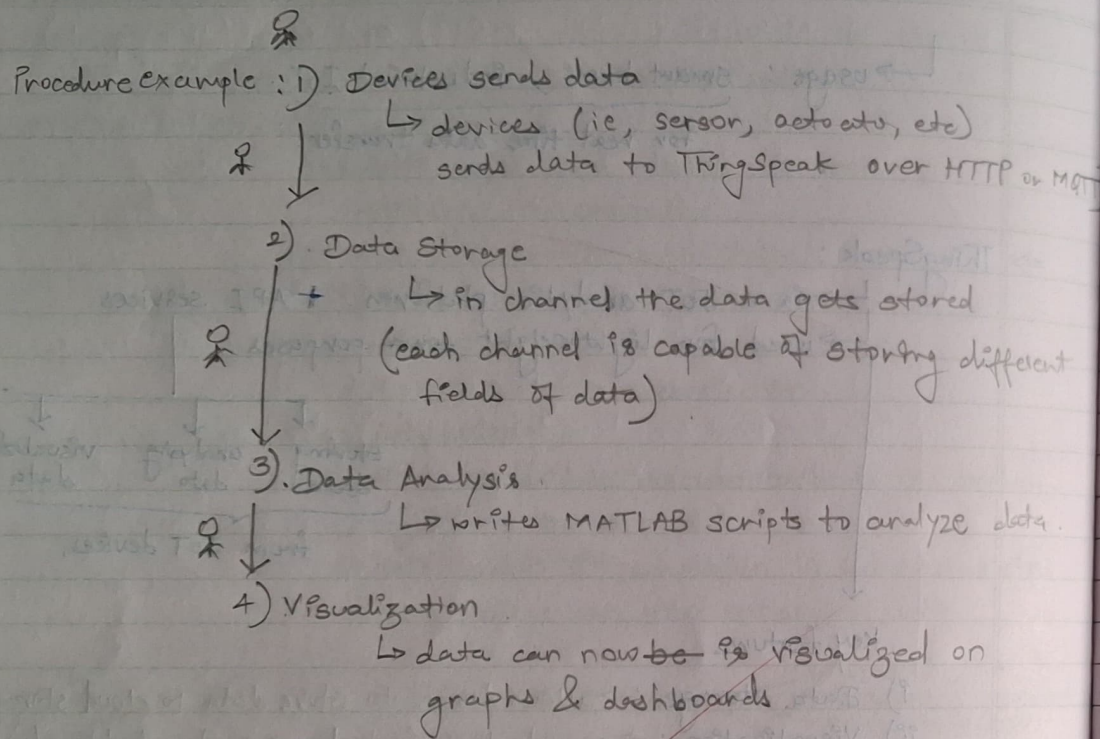 Procedure example : 1) Devices sends data
↳ devices (ie, sersor, actoato, etc)
sends data to ThingSpeak over HTTP or MQTT
2). Data Storage
+ ↳ in channel the data gets stored
(each channel is capable of storing different
fields of data)
3). Data Analysis.
↳ writes MATLAB scripts to analyze data.
4) Visualization
↳ data can now be is visualized on
graphs & dashboards.